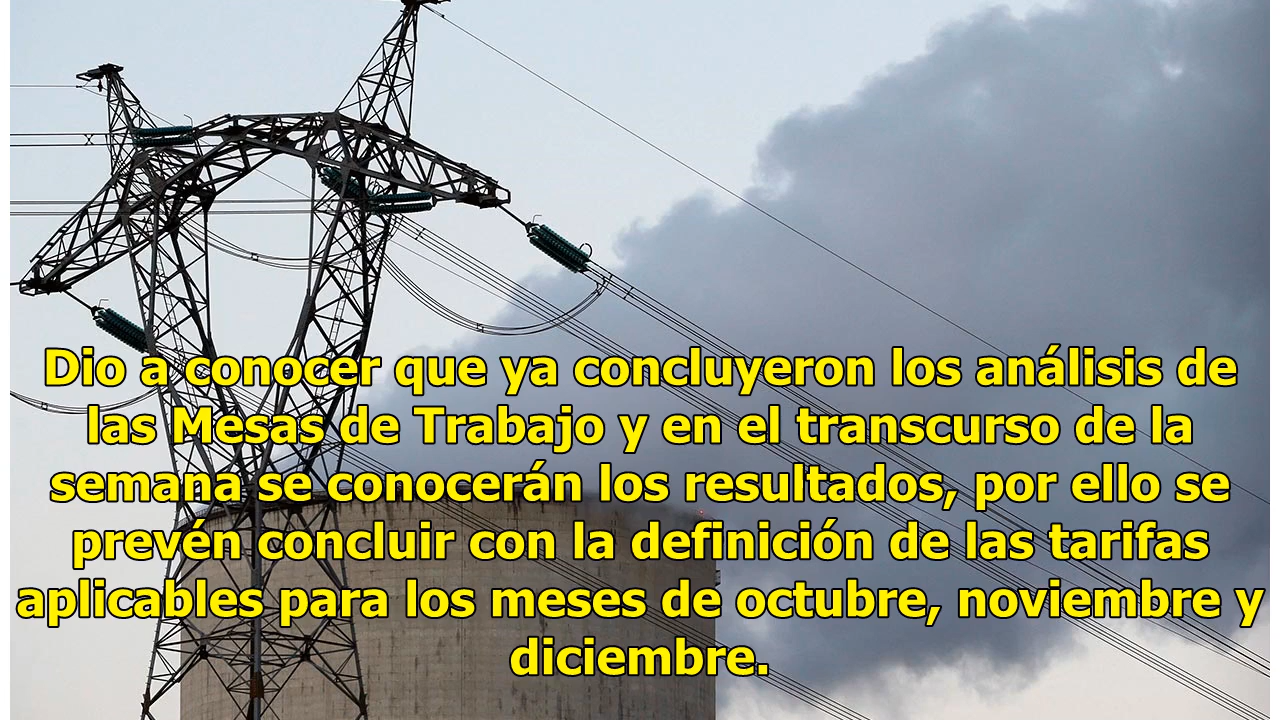 Dio a conocer que ya concluyeron los análisis de
las Mesas de Trabajo y en el transcurso de la
semana se conocerán los resultados, por ello se
prevén concluir con la definición de las tarifas
aplicables para los meses de octubre, noviembre y
diciembre.